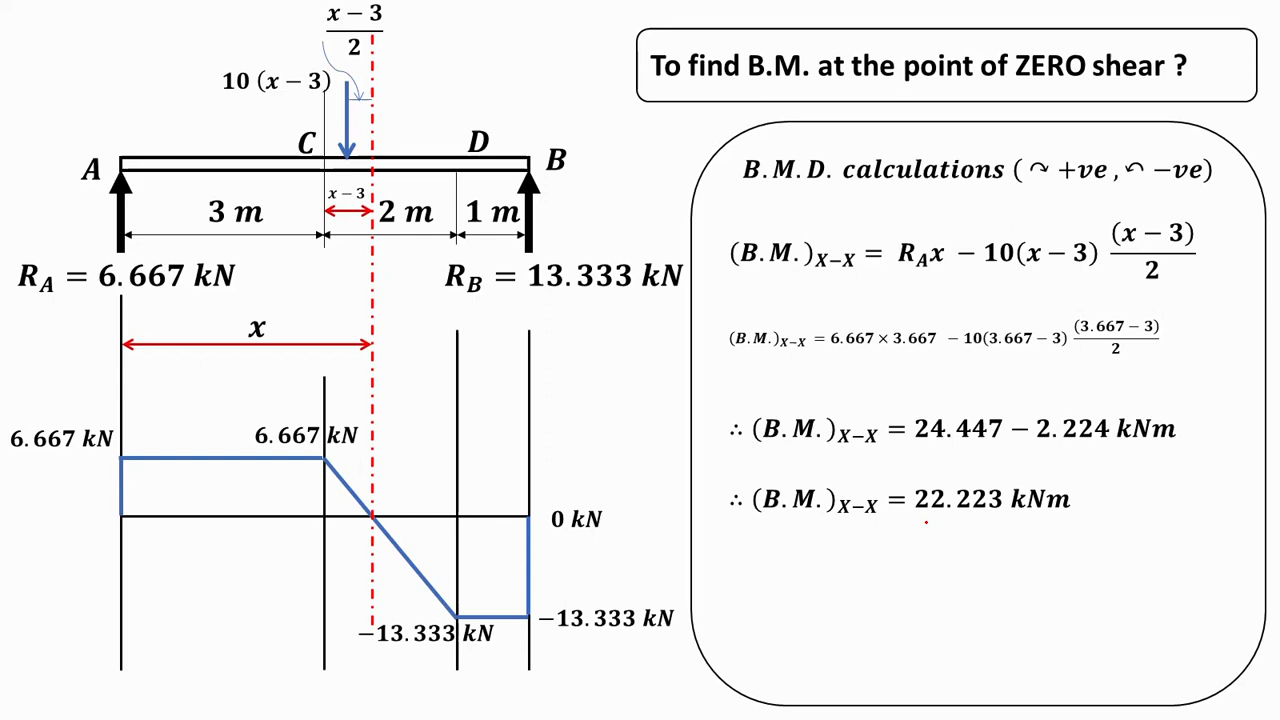 x − 3
2
10 (x − 3)
C
D
A
B
x − 3
3 m
2 m
1 m
R_A = 6.667 kN
R_B = 13.333 kN
x
6.667 kN
6.667 kN
0 kN
−13.333 kN
−13.333 kN
To find B.M. at the point of ZERO shear ?
B.M.D. calculations (↷ +ve , ↶ −ve)
(B.M.)_X−X = R_A x − 10(x − 3) (x − 3)/2
(B.M.)_X−X = 6.667 × 3.667 − 10(3.667 − 3) (3.667 − 3)/2
∴ (B.M.)_X−X = 24.447 − 2.224 kNm
∴ (B.M.)_X−X = 22.223 kNm